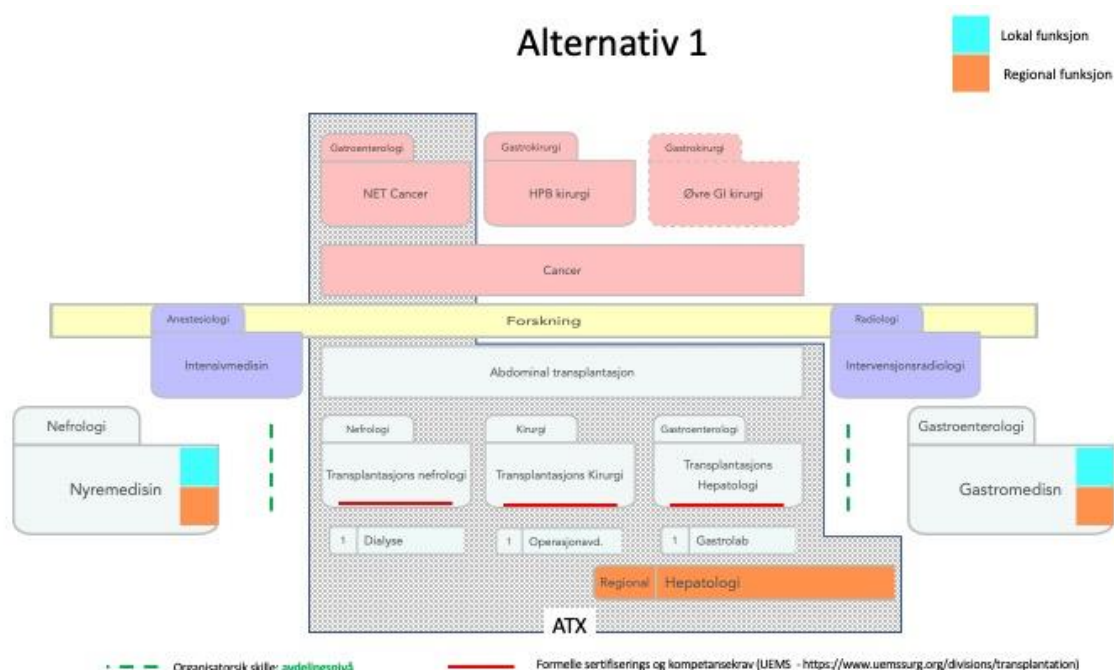 Alternativ 1
Lokal funksjon
Regional funksjon
Gatroenterologi
NET Cancer
Gastrokirurgi
HPB kirurgi
Gastrokirurgi
Øvre GI kirurgi
Cancer
Forskning
Anestesiologi
Intensivmedisin
Radiologi
Intervensjonsradiologi
Abdominal transplantasjon
Nefrologi
Nyremedisin
Nefrologi
Transplantasjons nefrologi
Kirurgi
Transplantasjons Kirurgi
Gastroenterologi
Transplantasjons
Hepatologi
Gastroenterologi
Gastromedisn
1 Dialyse
1 Operasjonavd.
1 Gastrolab
Regional Hepatologi
ATX
Organisatorsik skille: avdelingsnivå
Formelle sertifiserings og kompetansekrav (UEMS - https://www.uemssurg.org/divisions/transplantation)